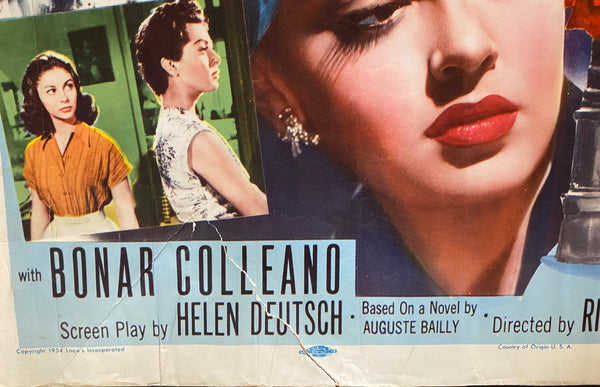 with BONAR COLLEANO
Screen Play by HELEN DEUTSCH · Based On a Novel by
AUGUSTE BAILLY · Directed by RI
Copyright 1954 Loew's Incorporated
Country of Origin U. S. A.